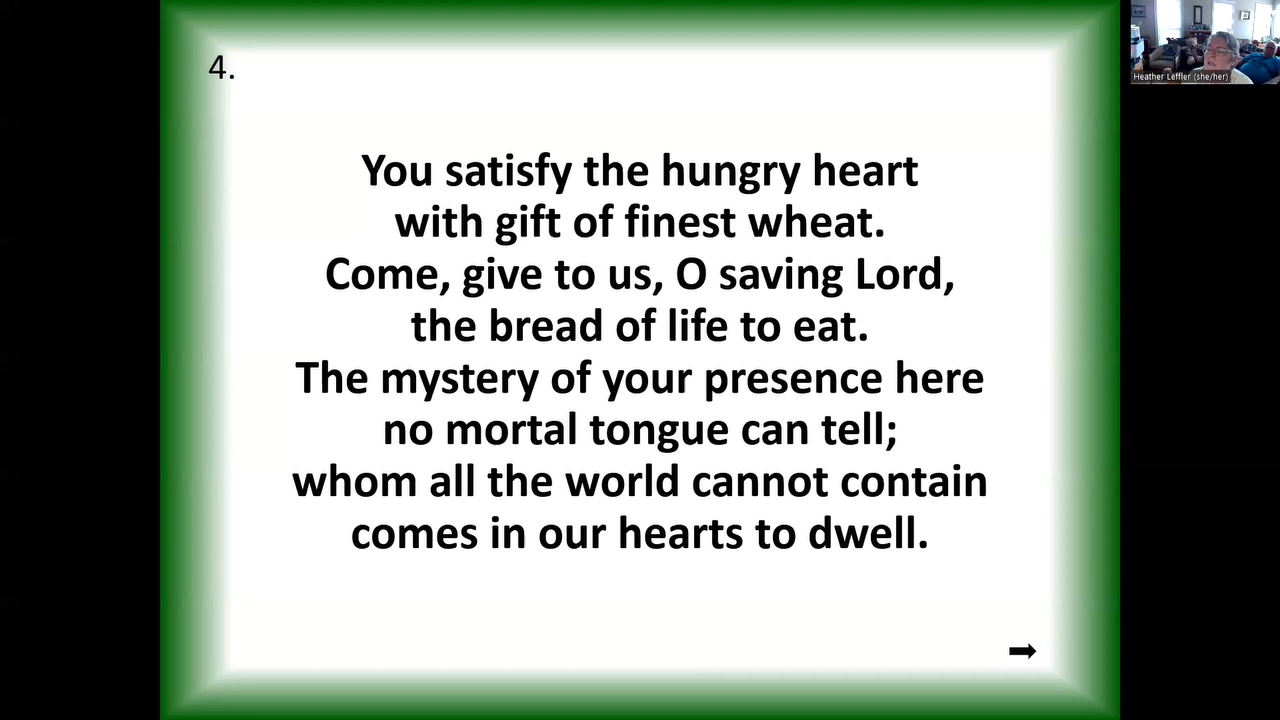 4.
You satisfy the hungry heart
with gift of finest wheat.
Come, give to us, O saving Lord,
the bread of life to eat.
The mystery of your presence here
no mortal tongue can tell;
whom all the world cannot contain
comes in our hearts to dwell.
Heather Leffler (she/her)